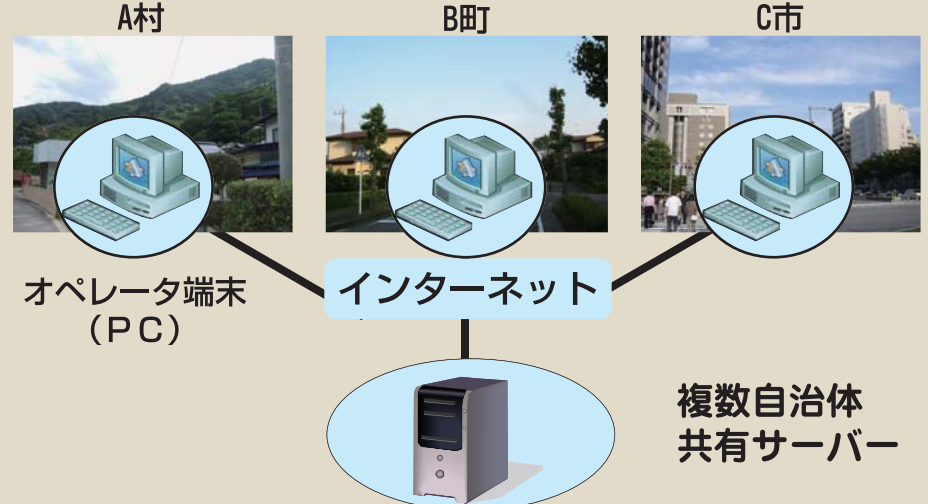 A村
B町
C市
オペレータ端末
（ＰＣ）
インターネット
複数自治体
共有サーバー